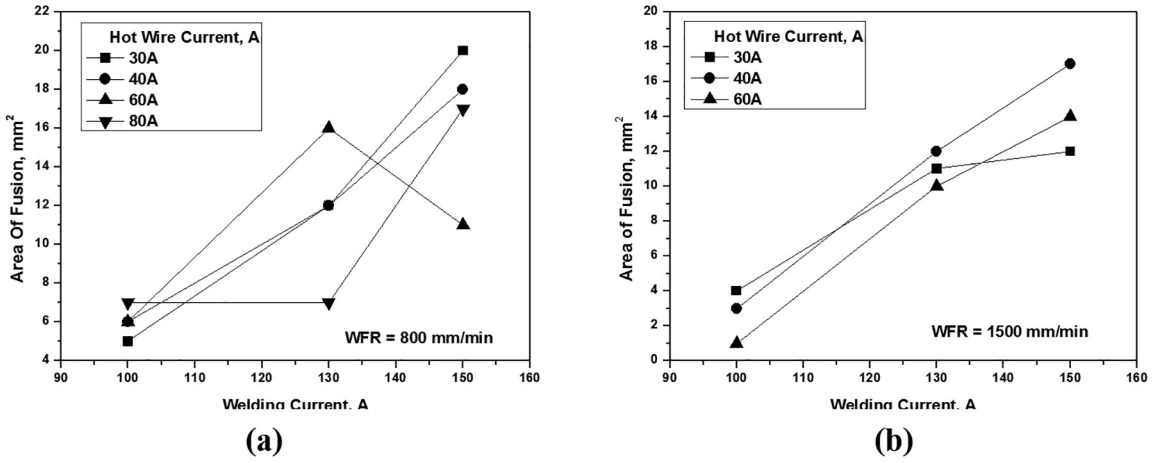 Hot Wire Current, A
30A
40A
60A
80A
22
20
18
16
14
12
10
8
6
4
Area Of Fusion, mm²
WFR = 800 mm/min
90 100 110 120 130 140 150 160
Welding Current, A
(a)
Hot Wire Current, A
30A
40A
60A
20
18
16
14
12
10
8
6
4
2
0
Area of Fusion, mm²
WFR = 1500 mm/min
90 100 110 120 130 140 150 160
Welding Current, A
(b)